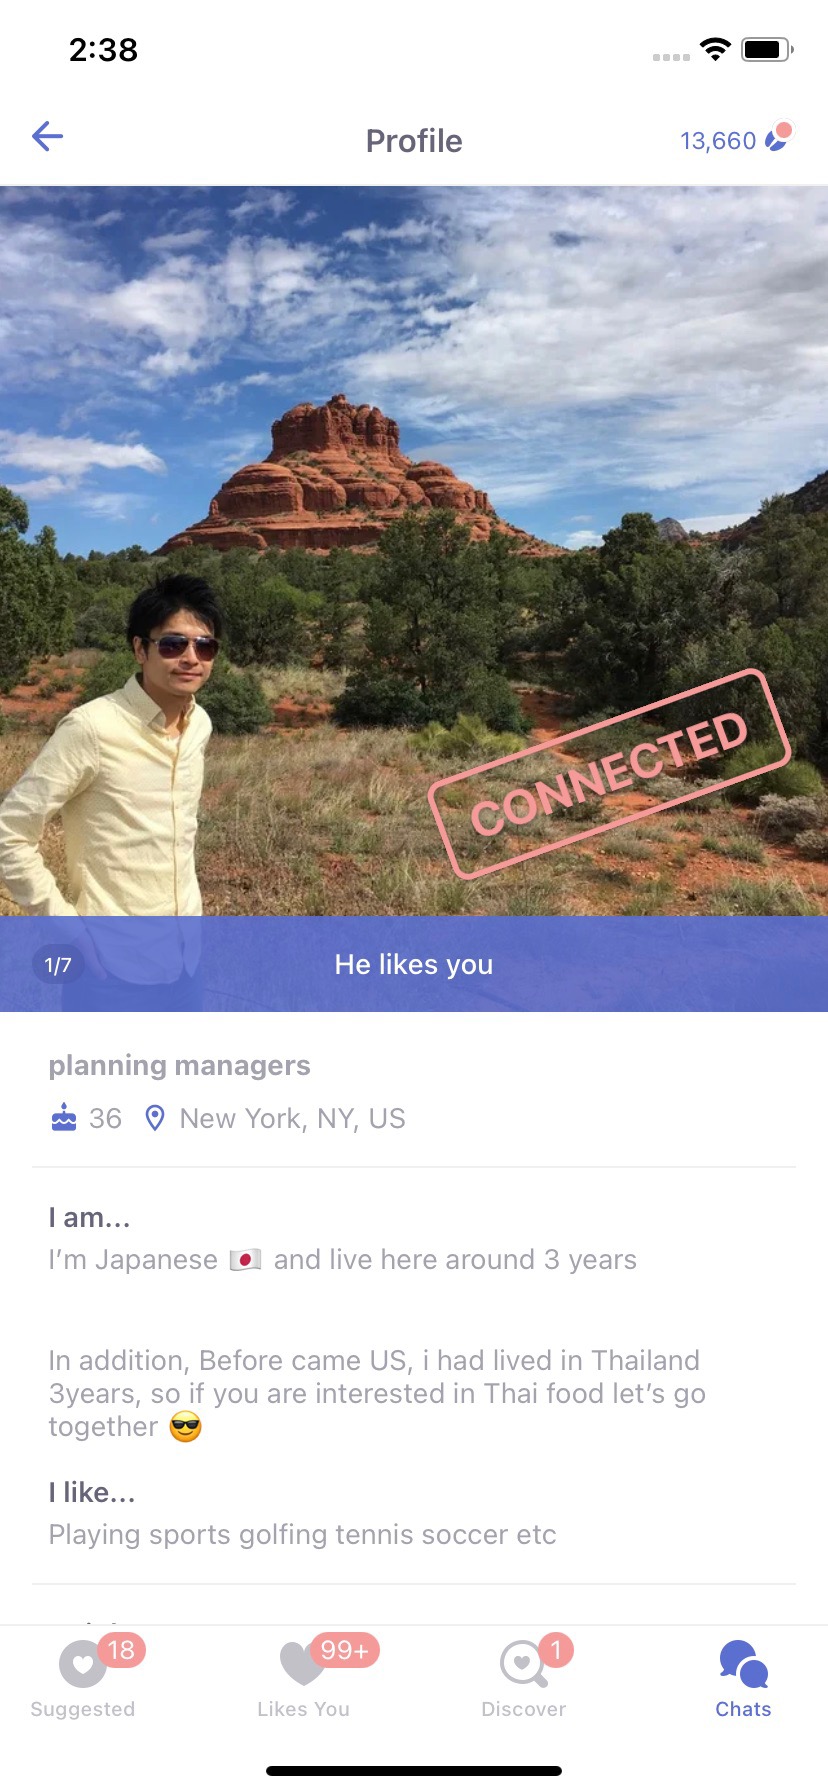 2:38
Profile
13,660
CONNECTED
1/7
He likes you
planning managers
36 New York, NY, US
I am...
I’m Japanese 🇯🇵 and live here around 3 years
In addition, Before came US, i had lived in Thailand
3years, so if you are interested in Thai food let’s go
together 😎
I like...
Playing sports golfing tennis soccer etc
18
99+
1
Suggested
Likes You
Discover
Chats